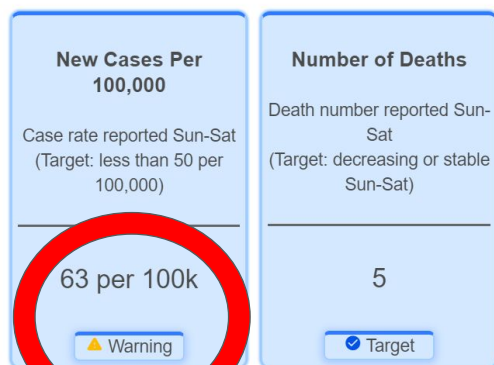 New Cases Per
100,000
Case rate reported Sun-Sat
(Target: less than 50 per
100,000)
63 per 100k
Warning
Number of Deaths
Death number reported Sun-
Sat
(Target: decreasing or stable
Sun-Sat)
5
Target